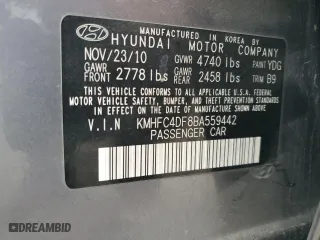 MANUFACTURED IN KOREA BY
HYUNDAI MOTOR COMPANY
NOV/23/10 GVWR 4740 lbs PAINT YDG
GAWR FRT 2778 lbs GAWR RR 2458 lbs TRIM B9
THIS VEHICLE CONFORMS TO ALL APPLICABLE
FEDERAL MOTOR VEHICLE SAFETY, BUMPER,
AND THEFT PREVENTION STANDARDS IN EFFECT ON
THE DATE OF MANUFACTURE SHOWN ABOVE.
V.I.N KMHFC4DF8BA559442
PASSENGER CAR
DREAMBID